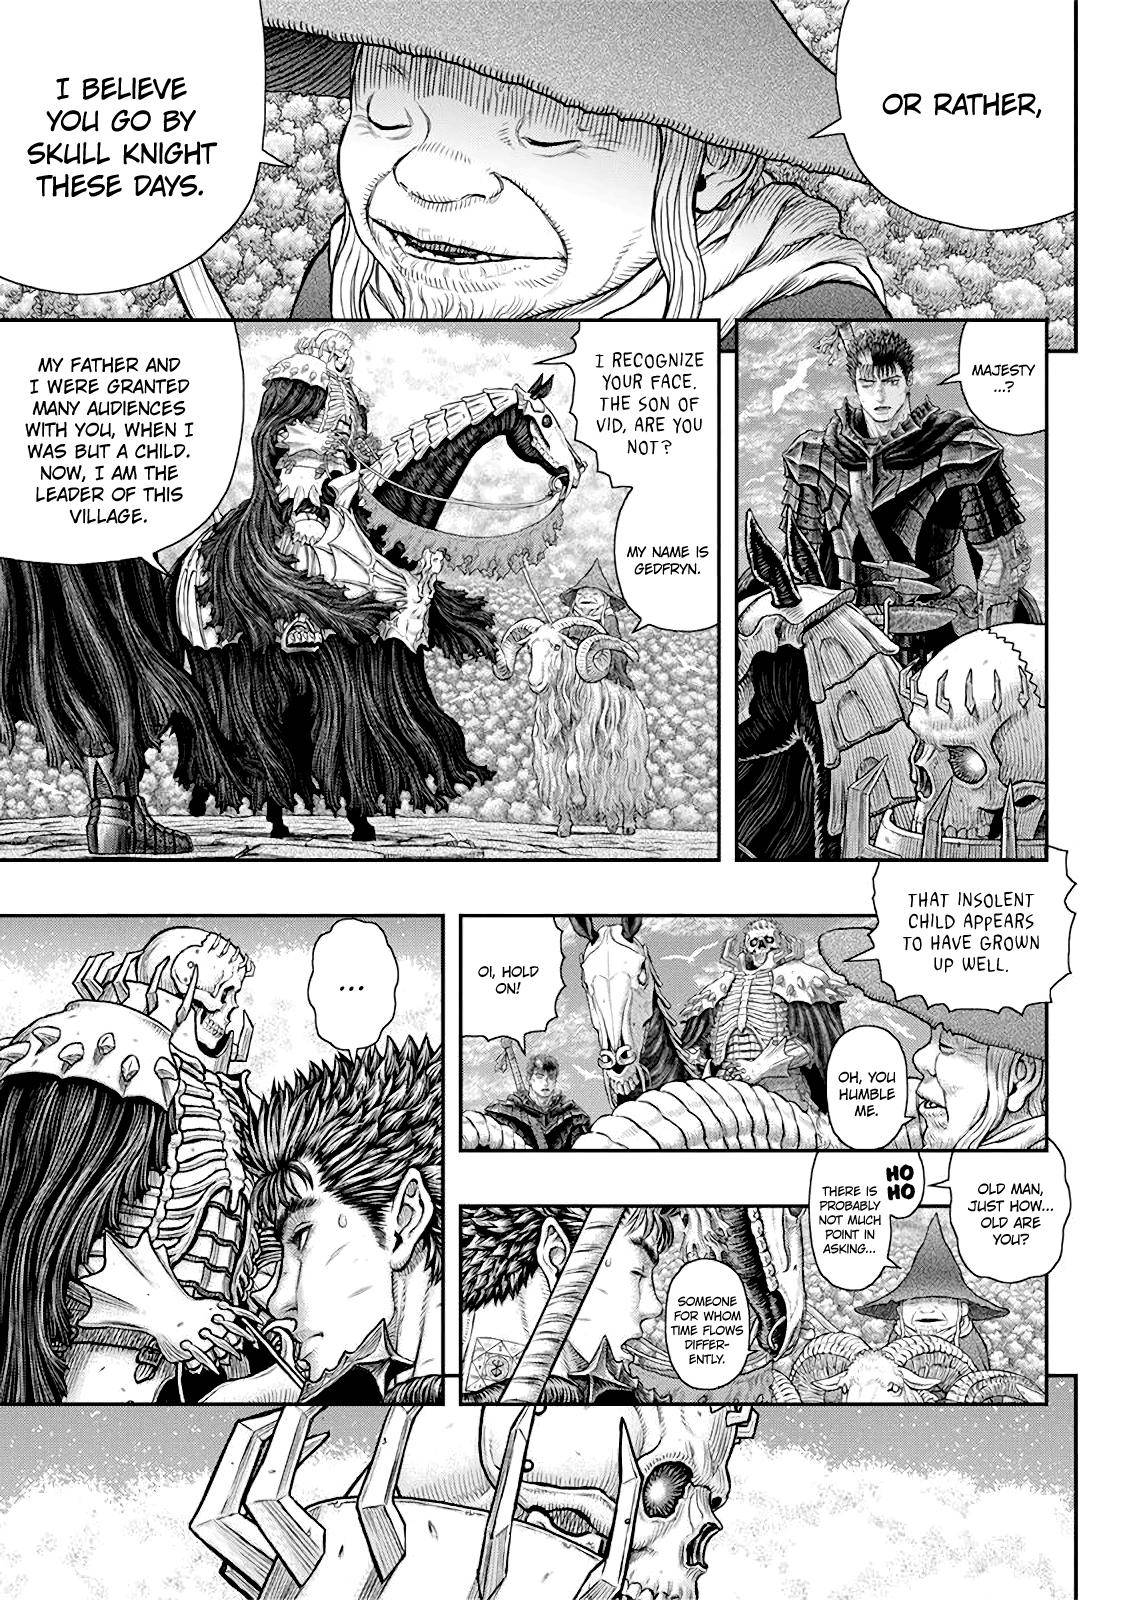 OR RATHER,
I BELIEVE
YOU GO BY
SKULL KNIGHT
THESE DAYS.
MAJESTY
...?
I RECOGNIZE
YOUR FACE.
THE SON OF
VID, ARE YOU
NOT?
MY NAME IS
GEDFRYN.
MY FATHER AND
I WERE GRANTED
MANY AUDIENCES
WITH YOU, WHEN I
WAS BUT A CHILD.
NOW, I AM THE
LEADER OF THIS
VILLAGE.
THAT INSOLENT
CHILD APPEARS
TO HAVE GROWN
UP WELL.
OH, YOU
HUMBLE
ME.
OI, HOLD
ON!
OLD MAN,
JUST HOW...
OLD ARE
YOU?
HO
HO
THERE IS
PROBABLY
NOT MUCH
POINT IN
ASKING...
SOMEONE
FOR WHOM
TIME FLOWS
DIFFER-
ENTLY.
...